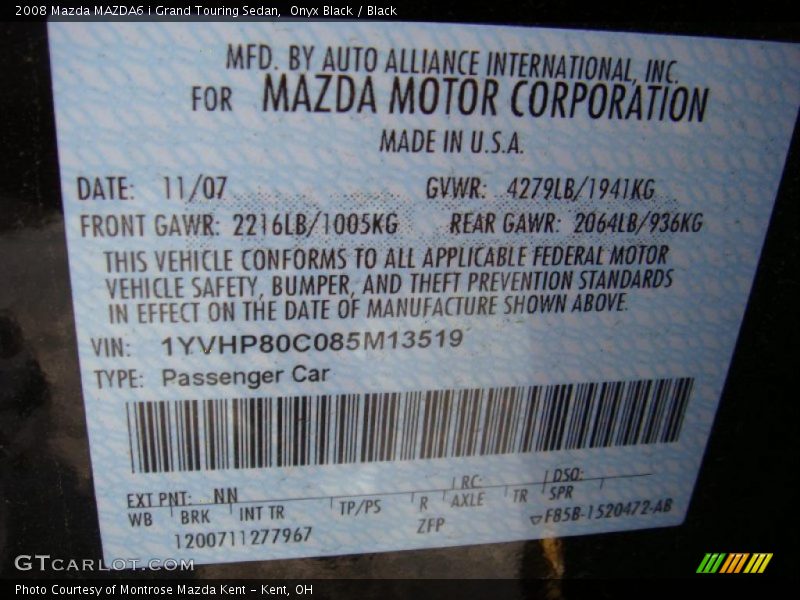 2008 Mazda MAZDA6 i Grand Touring Sedan,  Onyx Black / Black
MFD. BY AUTO ALLIANCE INTERNATIONAL, INC.
FOR MAZDA MOTOR CORPORATION
MADE IN U.S.A.
DATE: 11/07 GVWR: 4279LB/1941KG
FRONT GAWR: 2216LB/1005KG REAR GAWR: 2064LB/936KG
THIS VEHICLE CONFORMS TO ALL APPLICABLE FEDERAL MOTOR
VEHICLE SAFETY, BUMPER, AND THEFT PREVENTION STANDARDS
IN EFFECT ON THE DATE OF MANUFACTURE SHOWN ABOVE.
VIN: 1YVHP80C085M13519
TYPE: Passenger Car
EXT PNT: NN RC: DSO:
WB BRK INT TR TP/PS R AXLE TR SPR
ZFP
1200711277967 F85B-1520472-AB
GTCARLOT.COM
Photo Courtesy of Montrose Mazda Kent - Kent, OH